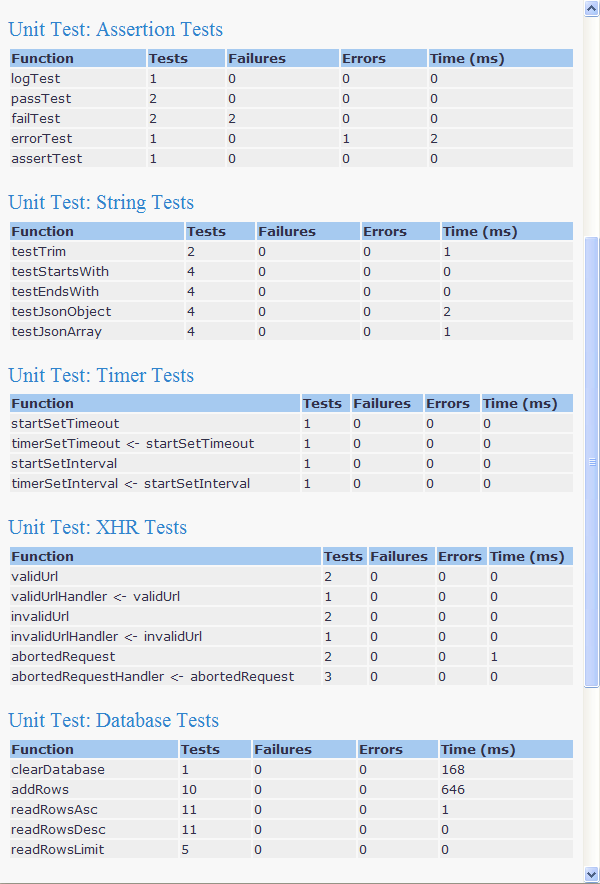 Unit Test: Assertion Tests
Function Tests Failures Errors Time (ms)
logTest 1 0 0 0
passTest 2 0 0 0
failTest 2 2 0 0
errorTest 1 0 1 2
assertTest 1 0 0 0
Unit Test: String Tests
Function Tests Failures Errors Time (ms)
testTrim 2 0 0 1
testStartsWith 4 0 0 0
testEndsWith 4 0 0 0
testJsonObject 4 0 0 2
testJsonArray 4 0 0 1
Unit Test: Timer Tests
Function Tests Failures Errors Time (ms)
startSetTimeout 1 0 0 0
timerSetTimeout <- startSetTimeout 1 0 0 0
startSetInterval 1 0 0 0
timerSetInterval <- startSetInterval 1 0 0 0
Unit Test: XHR Tests
Function Tests Failures Errors Time (ms)
validUrl 2 0 0 0
validUrlHandler <- validUrl 1 0 0 0
invalidUrl 2 0 0 0
invalidUrlHandler <- invalidUrl 1 0 0 0
abortedRequest 2 0 0 1
abortedRequestHandler <- abortedRequest 3 0 0 0
Unit Test: Database Tests
Function Tests Failures Errors Time (ms)
clearDatabase 1 0 0 168
addRows 10 0 0 646
readRowsAsc 11 0 0 1
readRowsDesc 11 0 0 0
readRowsLimit 5 0 0 0